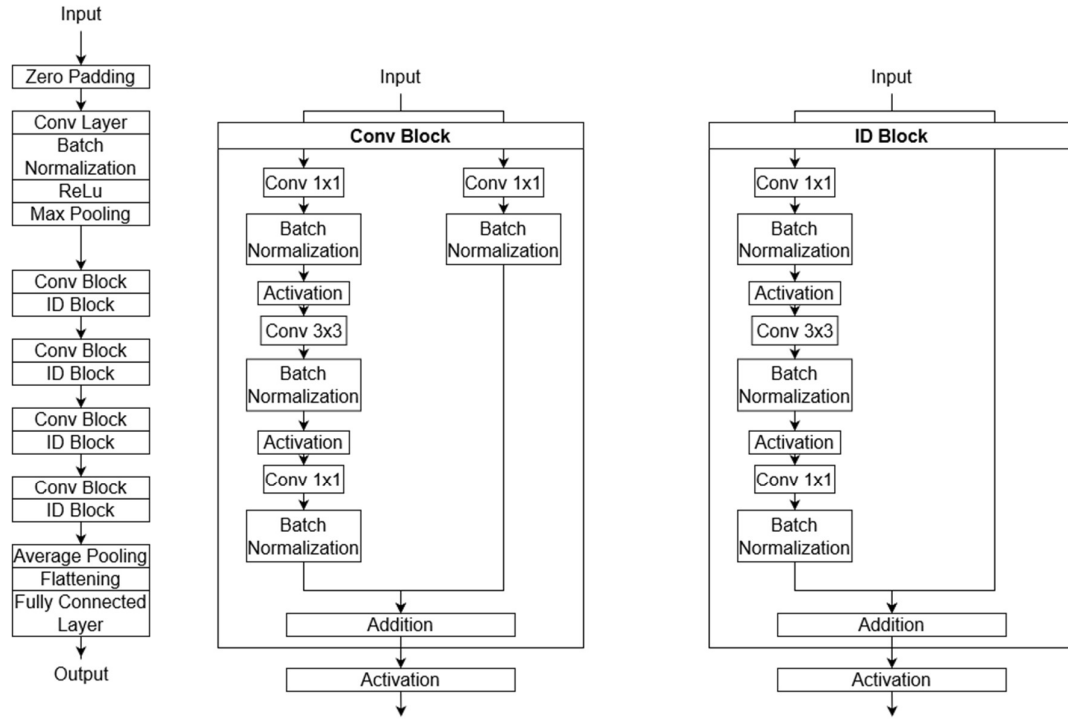 Input
Zero Padding
Conv Layer
Batch
Normalization
ReLu
Max Pooling
Conv Block
ID Block
Conv Block
ID Block
Conv Block
ID Block
Conv Block
ID Block
Average Pooling
Flattening
Fully Connected
Layer
Output
Input
Conv Block
Conv 1x1
Batch
Normalization
Activation
Conv 3x3
Batch
Normalization
Activation
Conv 1x1
Batch
Normalization
Conv 1x1
Batch
Normalization
Addition
Activation
Input
ID Block
Conv 1x1
Batch
Normalization
Activation
Conv 3x3
Batch
Normalization
Activation
Conv 1x1
Batch
Normalization
Addition
Activation